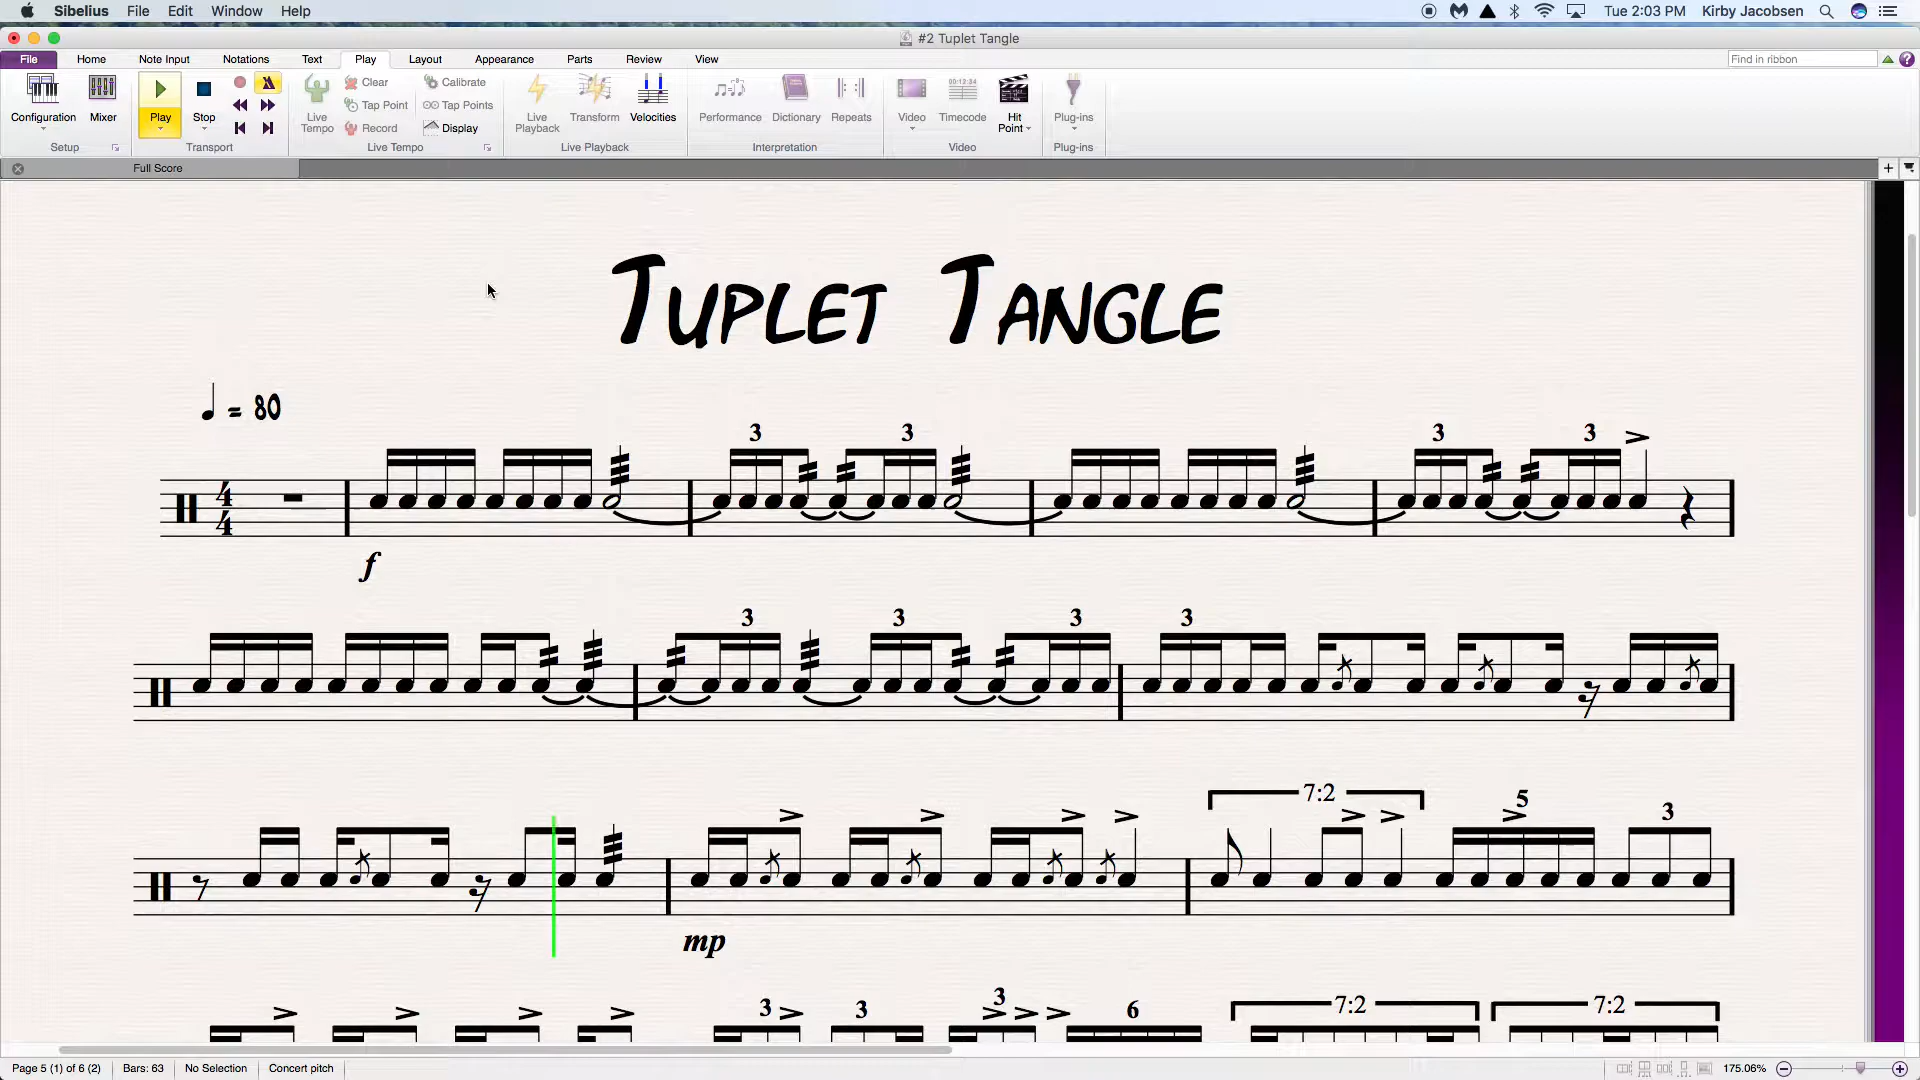 Sibelius File Edit Window Help Tue 2:03 PM Kirby Jacobsen
#2 Tuplet Tangle
File Home Note Input Notations Text Play Layout Appearance Parts Review View Find in ribbon
Configuration Mixer Play Stop Live Tempo Clear Tap Point Record Calibrate Tap Points Display Live Playback Transform Velocities Performance Dictionary Repeats Video Timecode Hit Point Plug-ins
Setup Transport Live Tempo Live Playback Interpretation Video Plug-ins
Full Score
Tuplet Tangle
= 80
3 3 3 3
4 4
f
3 3 3 3
7:2 5 3
mp
3 3 3 6 7:2 7:2
Page 5 (1) of 6 (2) Bars: 63 No Selection Concert pitch 175.06%